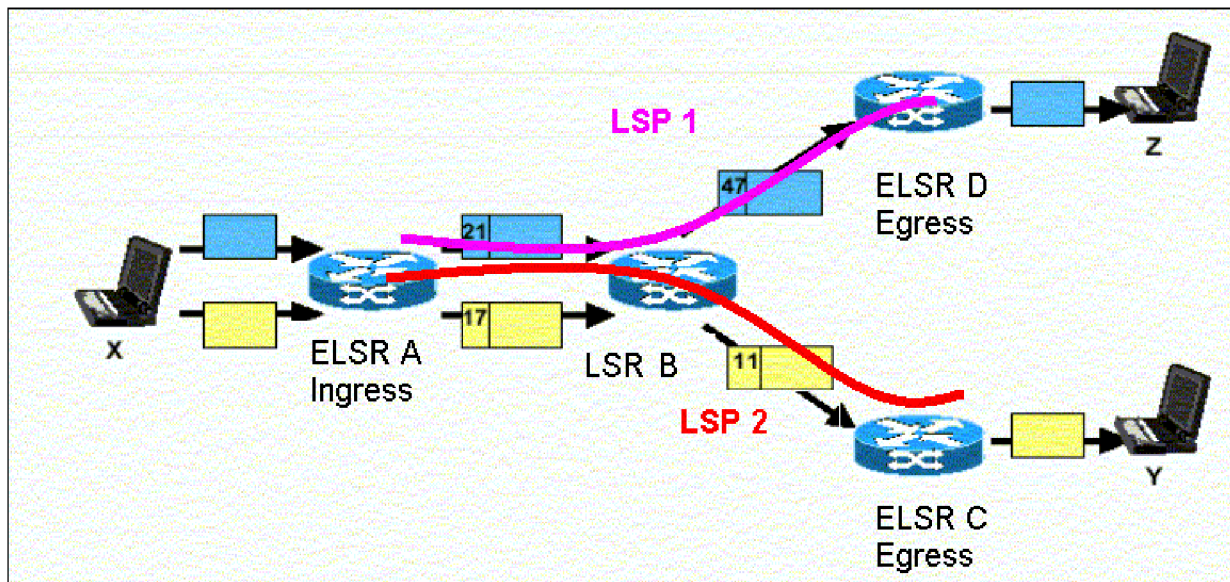 LSP 1
Z
47
ELSR D
Egress
21
X
17
ELSR A
Ingress
LSR B
11
LSP 2
Y
ELSR C
Egress